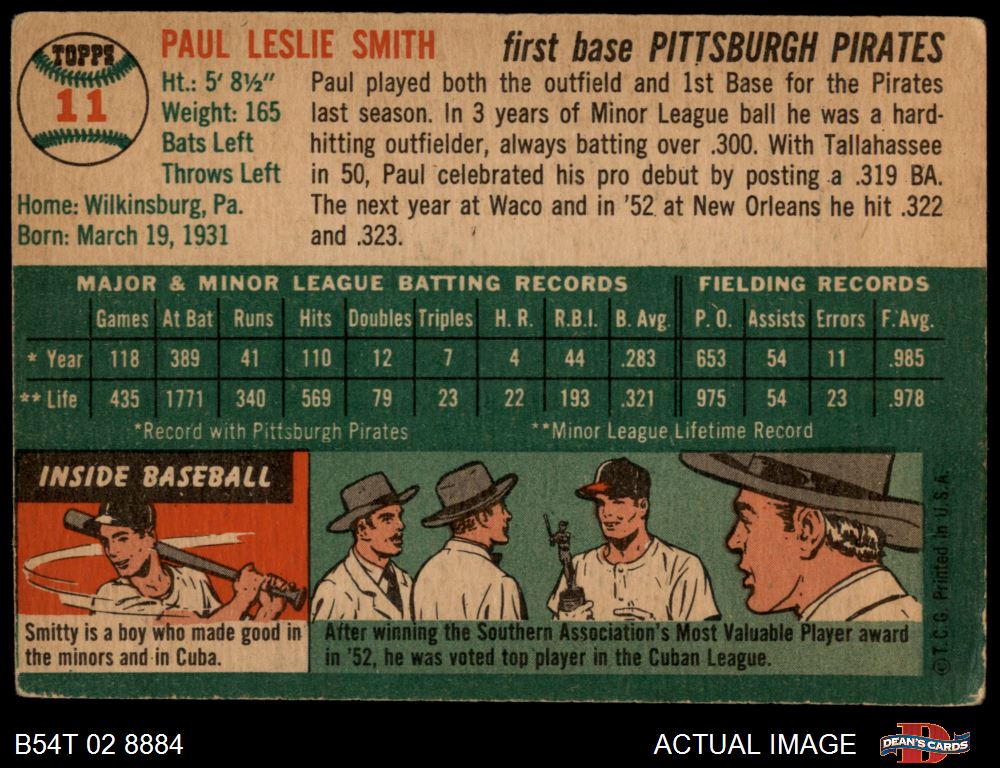 TOPPS
11
PAUL LESLIE SMITH
first base PITTSBURGH PIRATES
Ht.: 5' 8½"
Weight: 165
Bats Left
Throws Left
Home: Wilkinsburg, Pa.
Born: March 19, 1931
Paul played both the outfield and 1st Base for the Pirates
last season. In 3 years of Minor League ball he was a hard-
hitting outfielder, always batting over .300. With Tallahassee
in 50, Paul celebrated his pro debut by posting a .319 BA.
The next year at Waco and in '52 at New Orleans he hit .322
and .323.
MAJOR & MINOR LEAGUE BATTING RECORDS FIELDING RECORDS
Games At Bat Runs Hits Doubles Triples H. R. R.B.I. B. Avg. P. O. Assists Errors F. Avg.
* Year 118 389 41 110 12 7 4 44 .283 653 54 11 .985
** Life 435 1771 340 569 79 23 22 193 .321 975 54 23 .978
*Record with Pittsburgh Pirates **Minor League Lifetime Record
INSIDE BASEBALL
Smitty is a boy who made good in
the minors and in Cuba.
After winning the Southern Association's Most Valuable Player award
in '52, he was voted top player in the Cuban League.
© T.C.G. Printed in U.S.A.
B54T 02 8884
ACTUAL IMAGE
DEAN'S CARDS